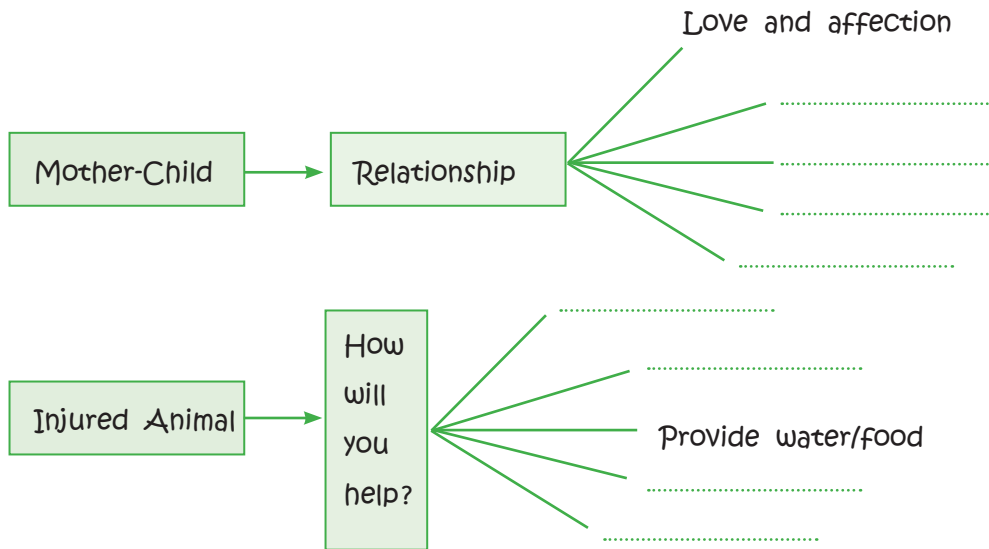 Love and affection
Mother-Child
Relationship
How
will
you
help?
Injured Animal
Provide water/food